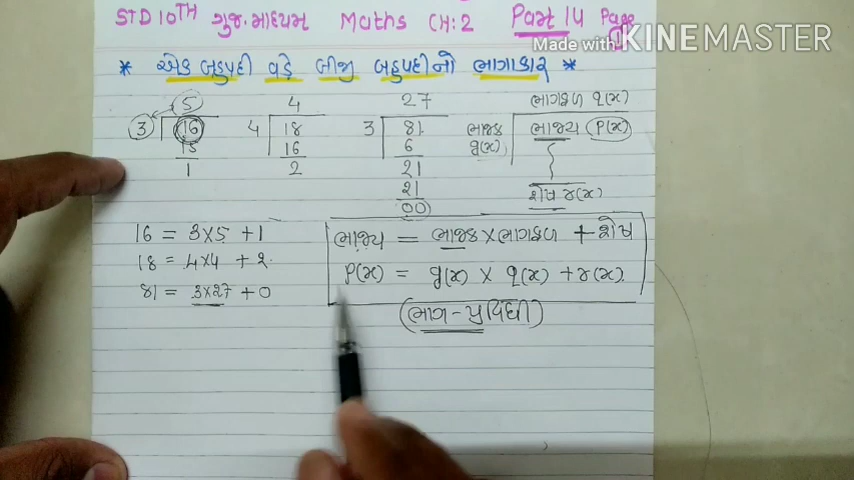 STD 10TH ગુજ. માધ્યમ Maths CH:2 Part 14 Page
Made with KINEMASTER
* એક બહુપદી વડે બીજી બહુપદીનો ભાગાકાર *
5 4 27 ભાગફળ q(x)
3 16 4 18 3 81 ભાજક ભાજ્ય P(x)
15 16 6 g(x)
1 2 21
21 શેષ r(x)
00
16 = 3×5 +1
18 = 4×4 + 2
81 = 3×27 + 0
ભાજ્ય = ભાજક × ભાગફળ + શેષ
P(x) = g(x) × q(x) + r(x).
(ભાગ-પ્રવિધી)